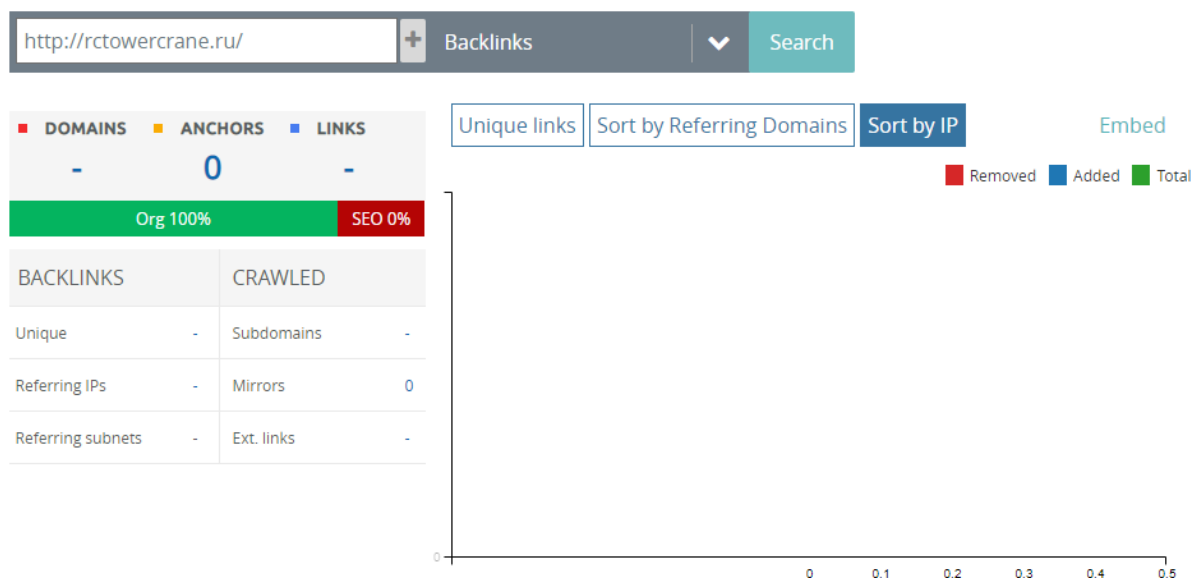 http://rctowercrane.ru/ + Backlinks Search
Unique links Sort by Referring Domains Sort by IP Embed
DOMAINS ANCHORS LINKS
- 0 -
Removed Added Total
Org 100% SEO 0%
BACKLINKS CRAWLED
Unique - Subdomains -
Referring IPs - Mirrors 0
Referring subnets - Ext. links -
0
0 0.1 0.2 0.3 0.4 0.5